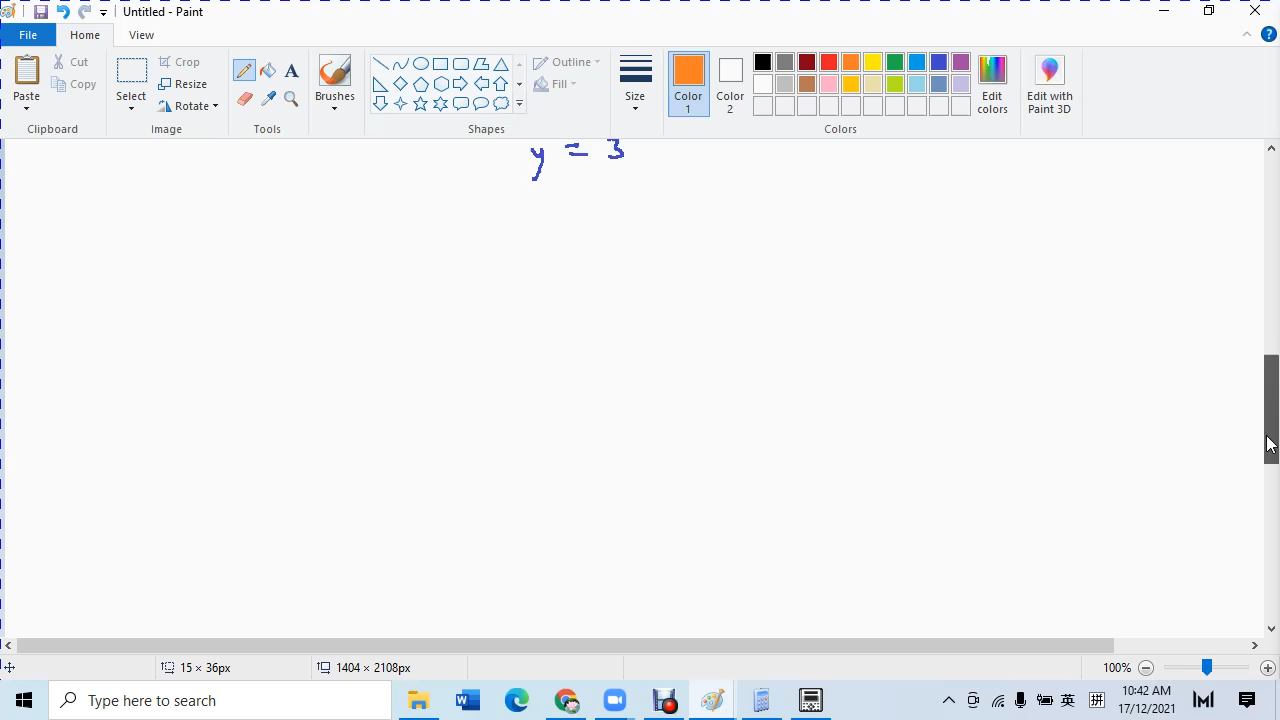 Untitled - Paint
File
Home
View
Paste
Cut
Copy
Clipboard
Select
Crop
Resize
Rotate
Image
A
Tools
Brushes
Shapes
Outline
Fill
Size
Color 1
Color 2
Colors
Edit colors
Edit with Paint 3D
?
y = 3
15 × 36px
1404 × 2108px
100%
Type here to search
W
英
拼
10:42 AM
17/12/2021